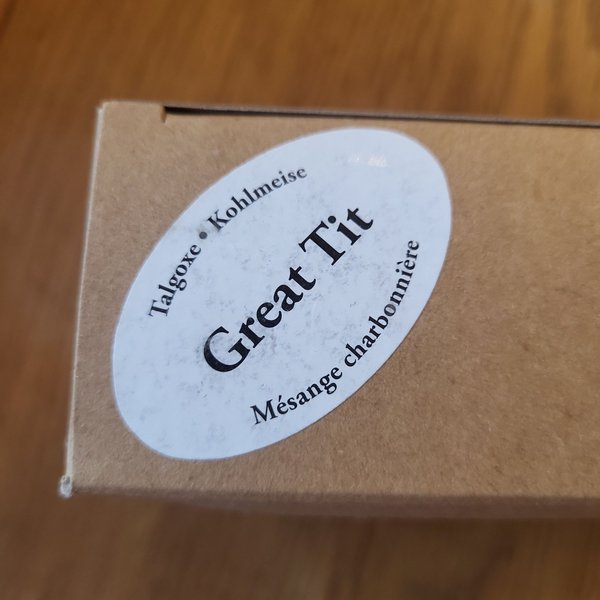 Talgoxe • Kohlmeise
Great Tit
Mésange charbonnière